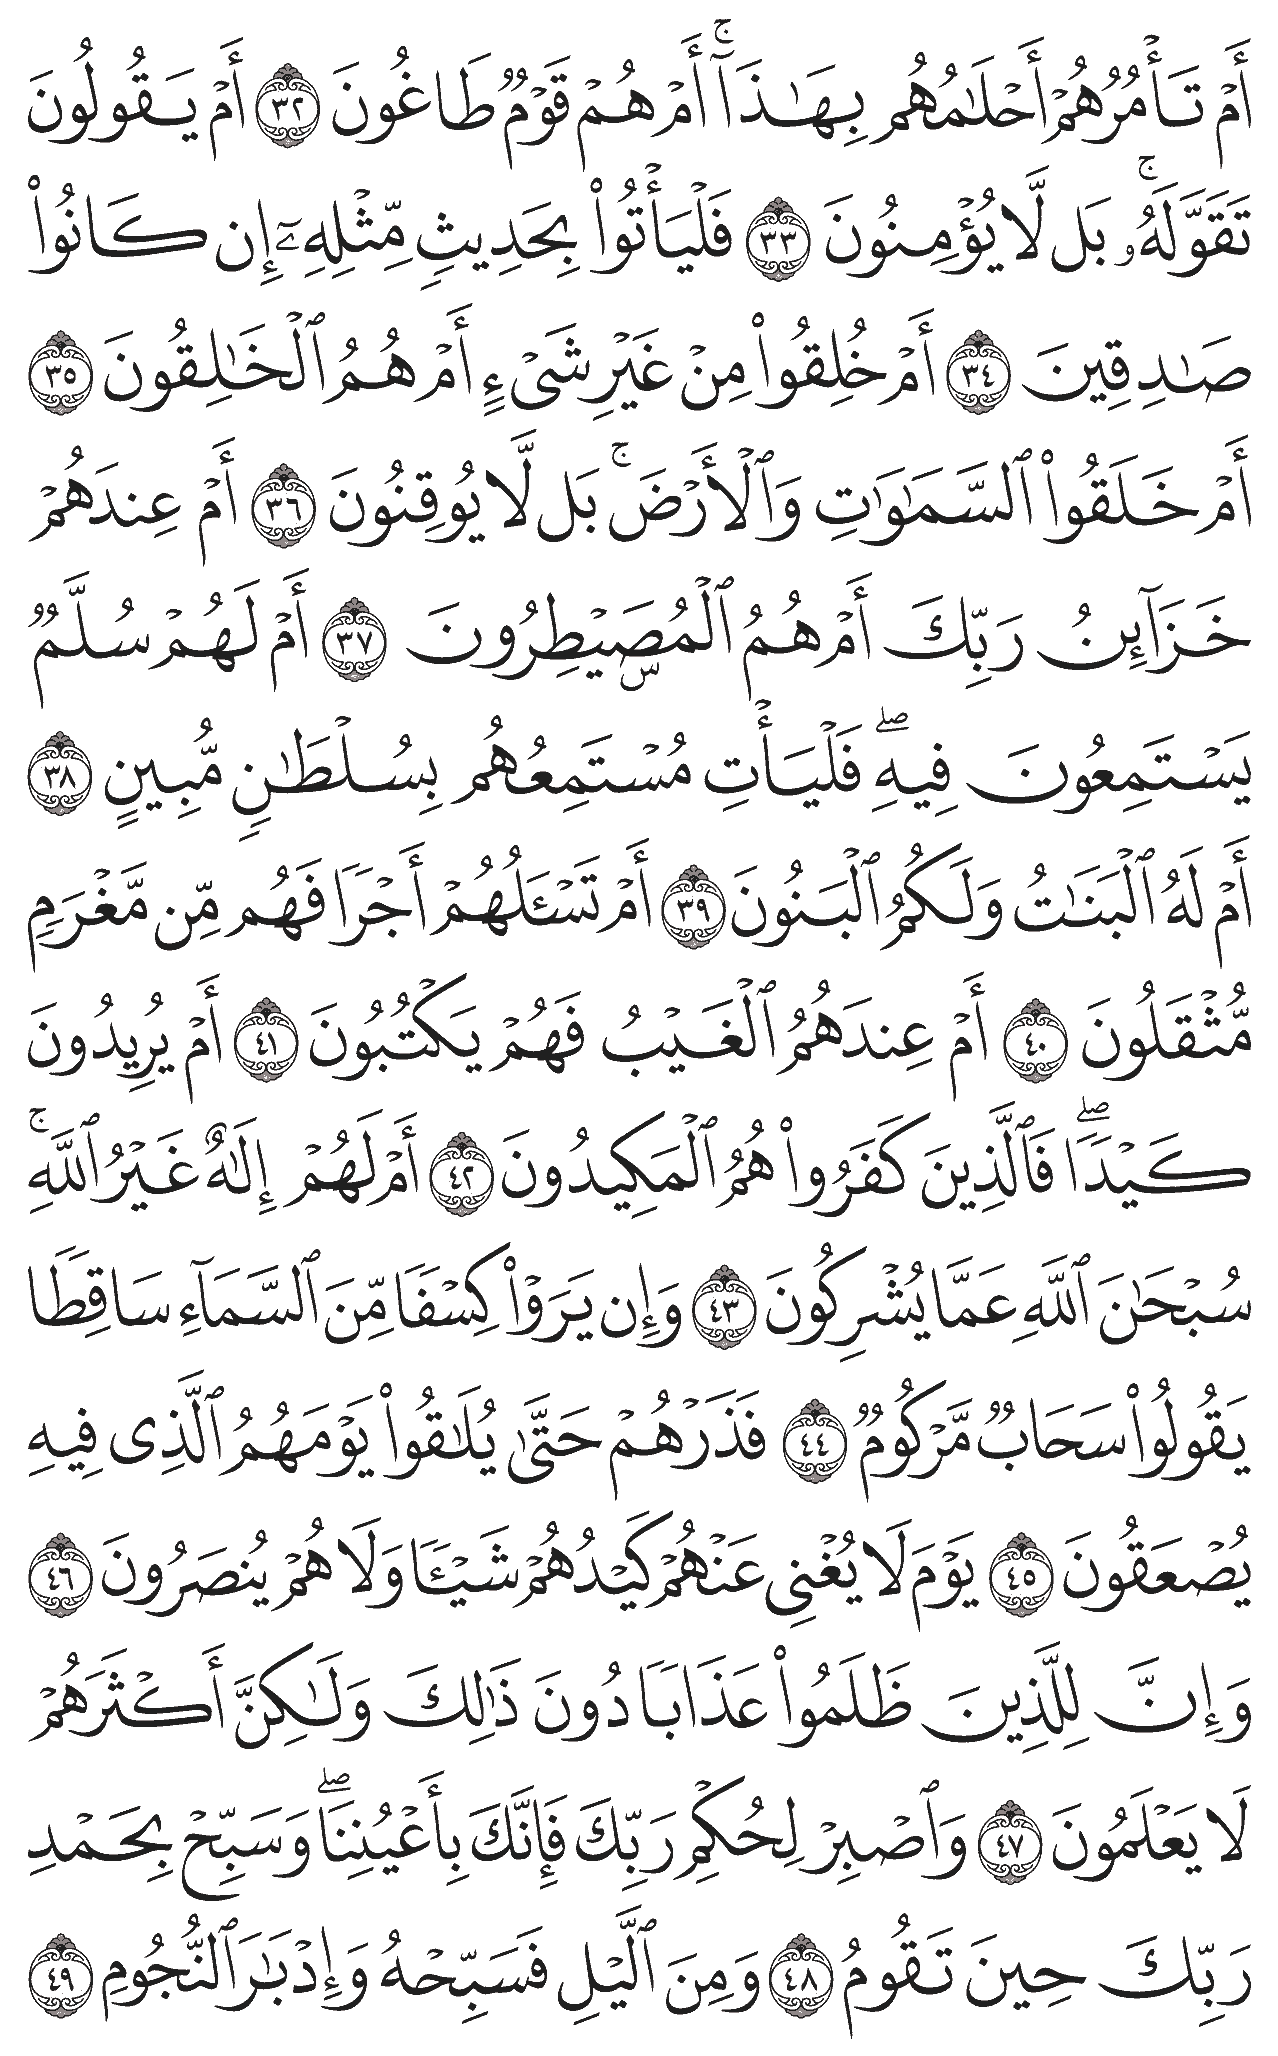 أَمْ تَأْمُرُهُمْ أَحْلَٰمُهُم بِهَٰذَآ ۚ أَمْ هُمْ قَوْمٌ طَاغُونَ ٣٢ أَمْ يَقُولُونَ
تَقَوَّلَهُۥ ۚ بَل لَّا يُؤْمِنُونَ ٣٣ فَلْيَأْتُوا۟ بِحَدِيثٍ مِّثْلِهِۦٓ إِن كَانُوا۟
صَٰدِقِينَ ٣٤ أَمْ خُلِقُوا۟ مِنْ غَيْرِ شَىْءٍ أَمْ هُمُ ٱلْخَٰلِقُونَ ٣٥
أَمْ خَلَقُوا۟ ٱلسَّمَٰوَٰتِ وَٱلْأَرْضَ ۚ بَل لَّا يُوقِنُونَ ٣٦ أَمْ عِندَهُمْ
خَزَآئِنُ رَبِّكَ أَمْ هُمُ ٱلْمُصَۣيْطِرُونَ ٣٧ أَمْ لَهُمْ سُلَّمٌ
يَسْتَمِعُونَ فِيهِ ۖ فَلْيَأْتِ مُسْتَمِعُهُم بِسُلْطَٰنٍ مُّبِينٍ ٣٨
أَمْ لَهُ ٱلْبَنَٰتُ وَلَكُمُ ٱلْبَنُونَ ٣٩ أَمْ تَسْـَٔلُهُمْ أَجْرًا فَهُم مِّن مَّغْرَمٍ
مُّثْقَلُونَ ٤٠ أَمْ عِندَهُمُ ٱلْغَيْبُ فَهُمْ يَكْتُبُونَ ٤١ أَمْ يُرِيدُونَ
كَيْدًا ۖ فَٱلَّذِينَ كَفَرُوا۟ هُمُ ٱلْمَكِيدُونَ ٤٢ أَمْ لَهُمْ إِلَٰهٌ غَيْرُ ٱللَّهِ ۚ
سُبْحَٰنَ ٱللَّهِ عَمَّا يُشْرِكُونَ ٤٣ وَإِن يَرَوْا۟ كِسْفًا مِّنَ ٱلسَّمَآءِ سَاقِطًا
يَقُولُوا۟ سَحَابٌ مَّرْكُومٌ ٤٤ فَذَرْهُمْ حَتَّىٰ يُلَٰقُوا۟ يَوْمَهُمُ ٱلَّذِى فِيهِ
يُصْعَقُونَ ٤٥ يَوْمَ لَا يُغْنِى عَنْهُمْ كَيْدُهُمْ شَيْـًٔا وَلَا هُمْ يُنصَرُونَ ٤٦
وَإِنَّ لِلَّذِينَ ظَلَمُوا۟ عَذَابًا دُونَ ذَٰلِكَ وَلَٰكِنَّ أَكْثَرَهُمْ
لَا يَعْلَمُونَ ٤٧ وَٱصْبِرْ لِحُكْمِ رَبِّكَ فَإِنَّكَ بِأَعْيُنِنَا ۖ وَسَبِّحْ بِحَمْدِ
رَبِّكَ حِينَ تَقُومُ ٤٨ وَمِنَ ٱلَّيْلِ فَسَبِّحْهُ وَإِدْبَٰرَ ٱلنُّجُومِ ٤٩